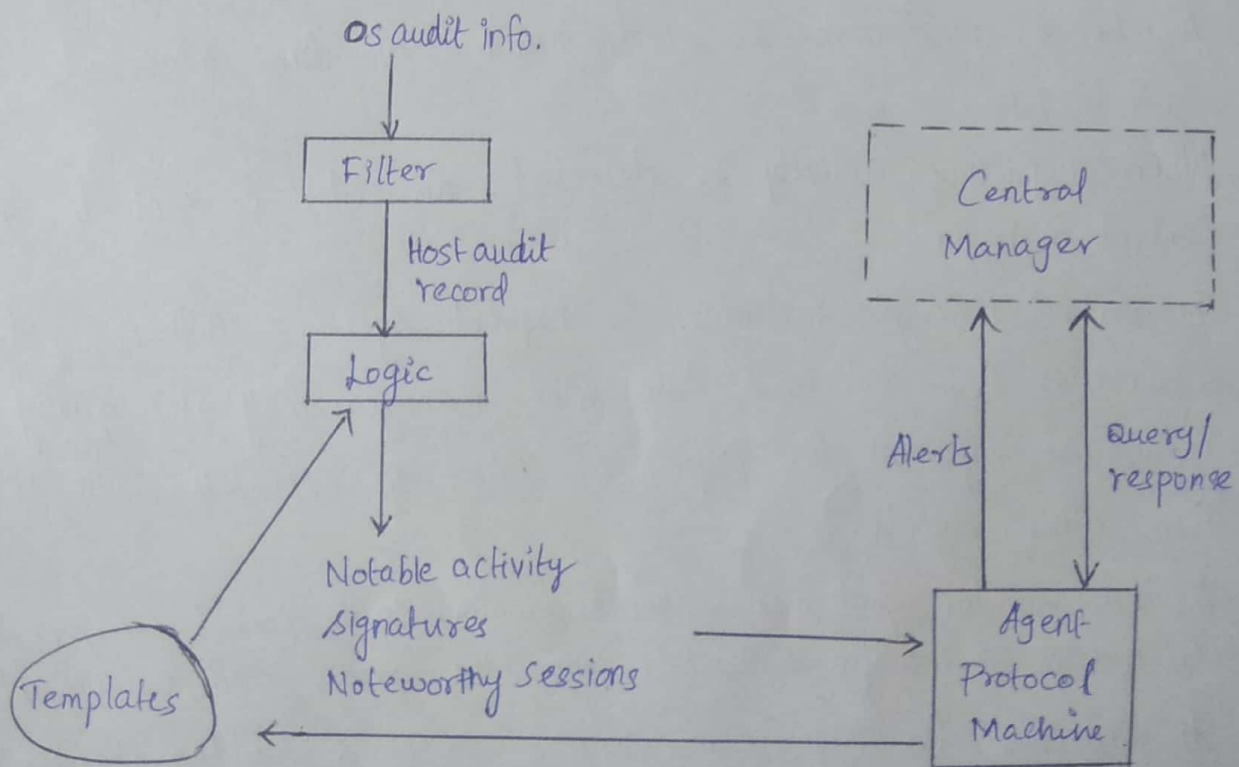 Os audit info.
Filter
Host audit
record
Logic
Notable activity
signatures
Noteworthy sessions
Templates
Central
Manager
Alerts
Query/
response
Agent
Protocol
Machine